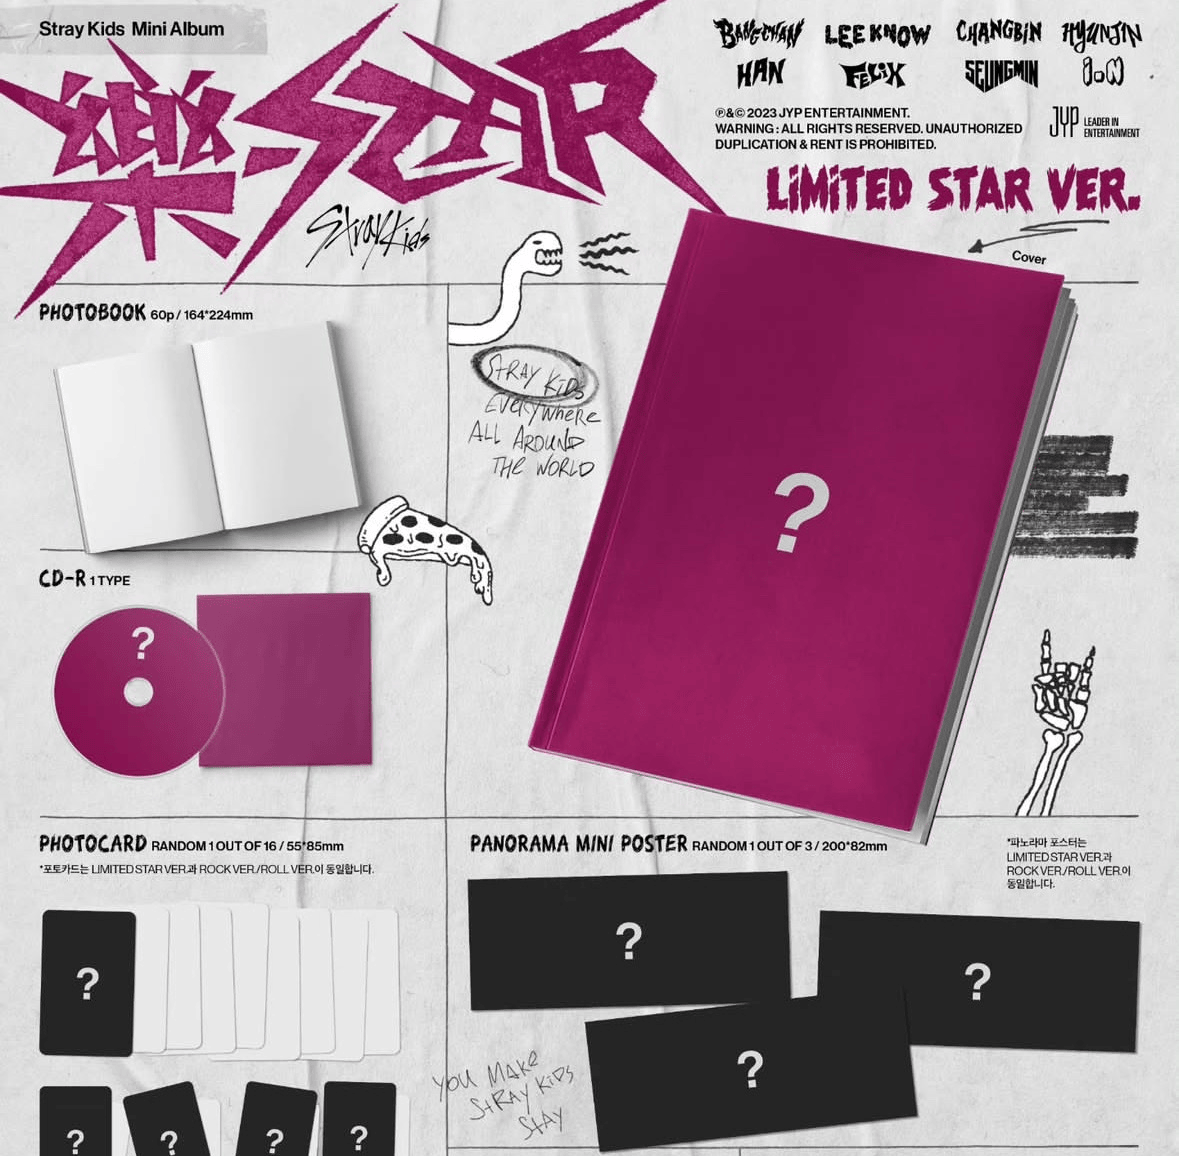 Stray Kids Mini Album
樂-STAR
Stray Kids
BANGCHAN LEE KNOW CHANGBIN HYUNJIN
HAN FELIX SEUNGMIN I.N
℗&© 2023 JYP ENTERTAINMENT.
WARNING : ALL RIGHTS RESERVED. UNAUTHORIZED
DUPLICATION & RENT IS PROHIBITED.
JYP LEADER IN
ENTERTAINMENT
LiMiTED STAR VER.
Cover
PHOTOBOOK 60p / 164*224mm
STRAY KiDS
EVERYWHERE
ALL AROUND
THE WORLD
?
CD-R 1 TYPE
?
PHOTOCARD RANDOM 1 OUT OF 16 / 55*85mm
*포토카드는 LIMITED STAR VER.과 ROCK VER./ROLL VER.이 동일합니다.
?
? ? ? ?
PANORAMA MINI POSTER RANDOM 1 OUT OF 3 / 200*82mm
*파노라마 포스터는
LIMITED STAR VER.과
ROCK VER./ROLL VER.이
동일합니다.
?
?
?
YOU MAKE
STRAY KiDS
STAY